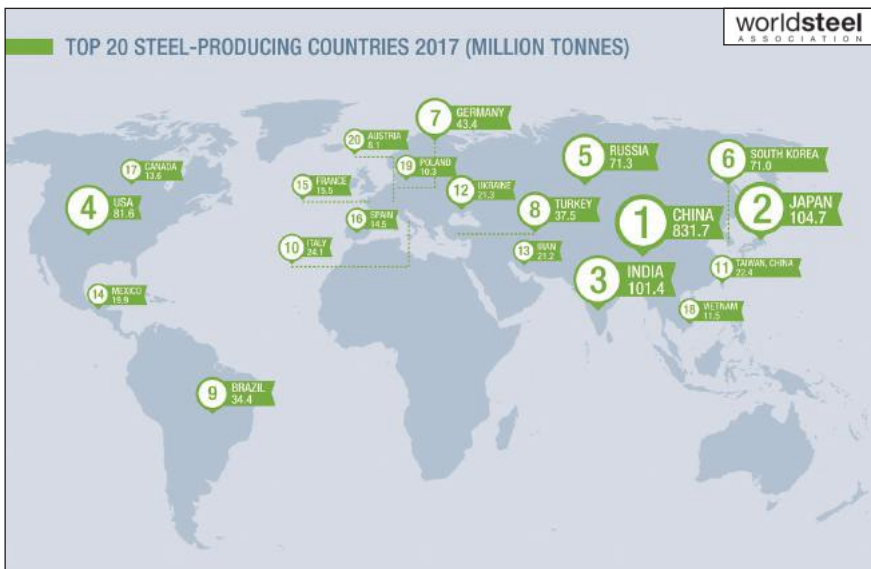 worldsteel
ASSOCIATION
TOP 20 STEEL-PRODUCING COUNTRIES 2017 (MILLION TONNES)
7
GERMANY
43.4
20
AUSTRIA
8.1
19
POLAND
10.3
17
CANADA
13.6
15
FRANCE
15.5
5
RUSSIA
71.3
6
SOUTH KOREA
71.0
12
UKRAINE
21.3
4
USA
81.6
16
SPAIN
14.5
8
TURKEY
37.5
1
CHINA
831.7
2
JAPAN
104.7
10
ITALY
24.1
13
IRAN
21.2
3
INDIA
101.4
11
TAIWAN, CHINA
22.4
14
MEXICO
19.9
18
VIETNAM
11.5
9
BRAZIL
34.4